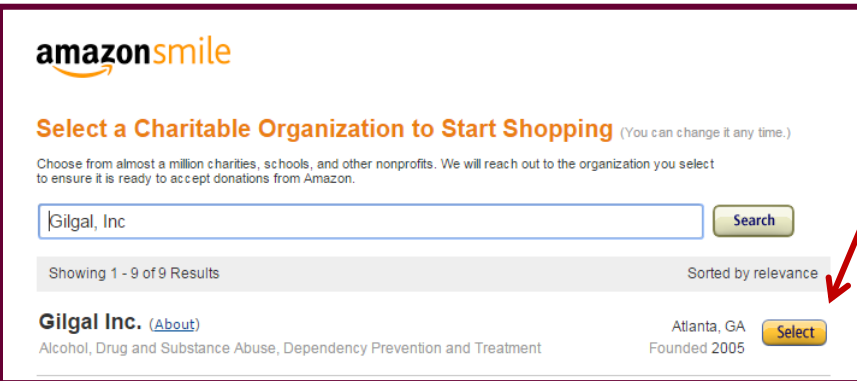 amazonsmile
Select a Charitable Organization to Start Shopping (You can change it any time.)
Choose from almost a million charities, schools, and other nonprofits. We will reach out to the organization you select
to ensure it is ready to accept donations from Amazon.
Gilgal, Inc Search
Showing 1 - 9 of 9 Results Sorted by relevance
Gilgal Inc. (About) Atlanta, GA Select
Alcohol, Drug and Substance Abuse, Dependency Prevention and Treatment Founded 2005